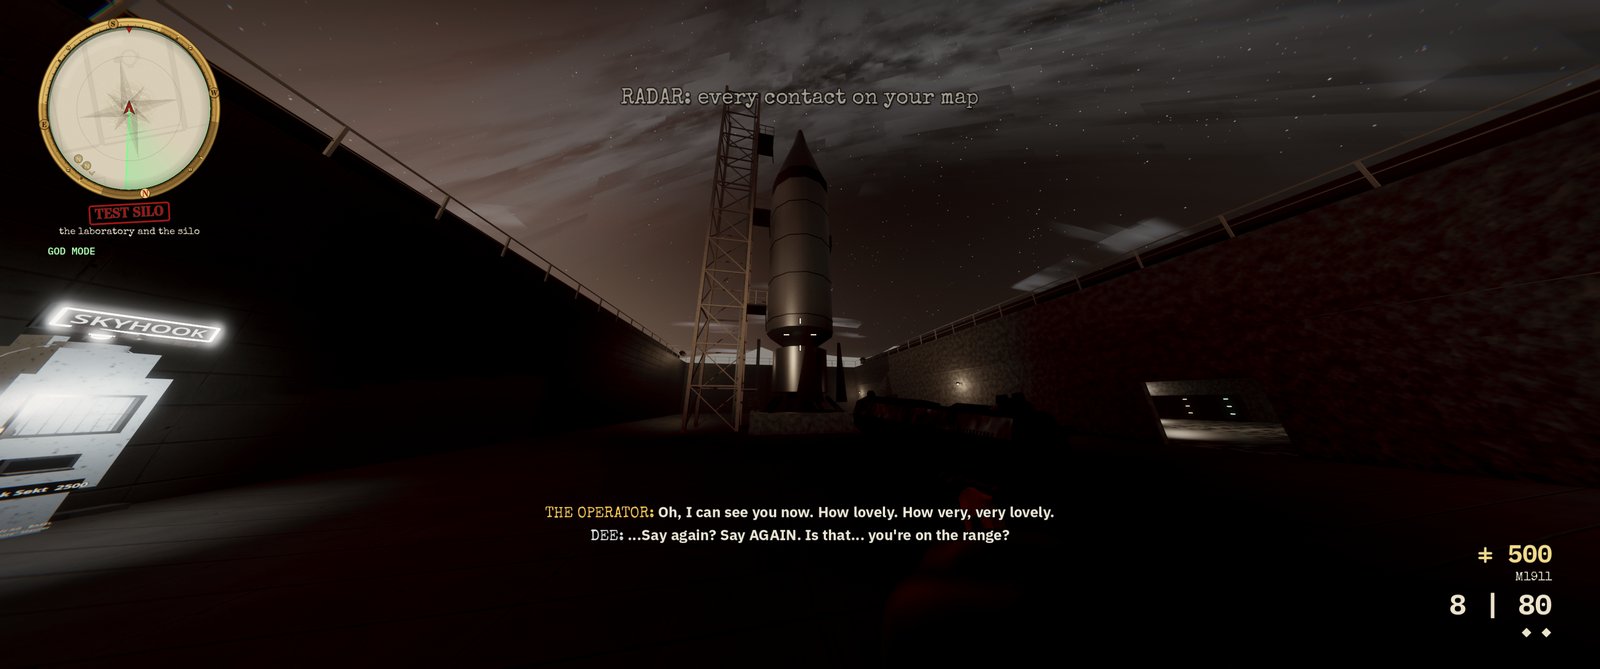 S
W
E
N
RADAR: every contact on your map
TEST SILO
the laboratory and the silo
GOD MODE
SKYHOOK
k Sekt 2500
THE OPERATOR: Oh, I can see you now. How lovely. How very, very lovely.
DEE: ...Say again? Say AGAIN. Is that... you're on the range?
500
M1911
8 | 80